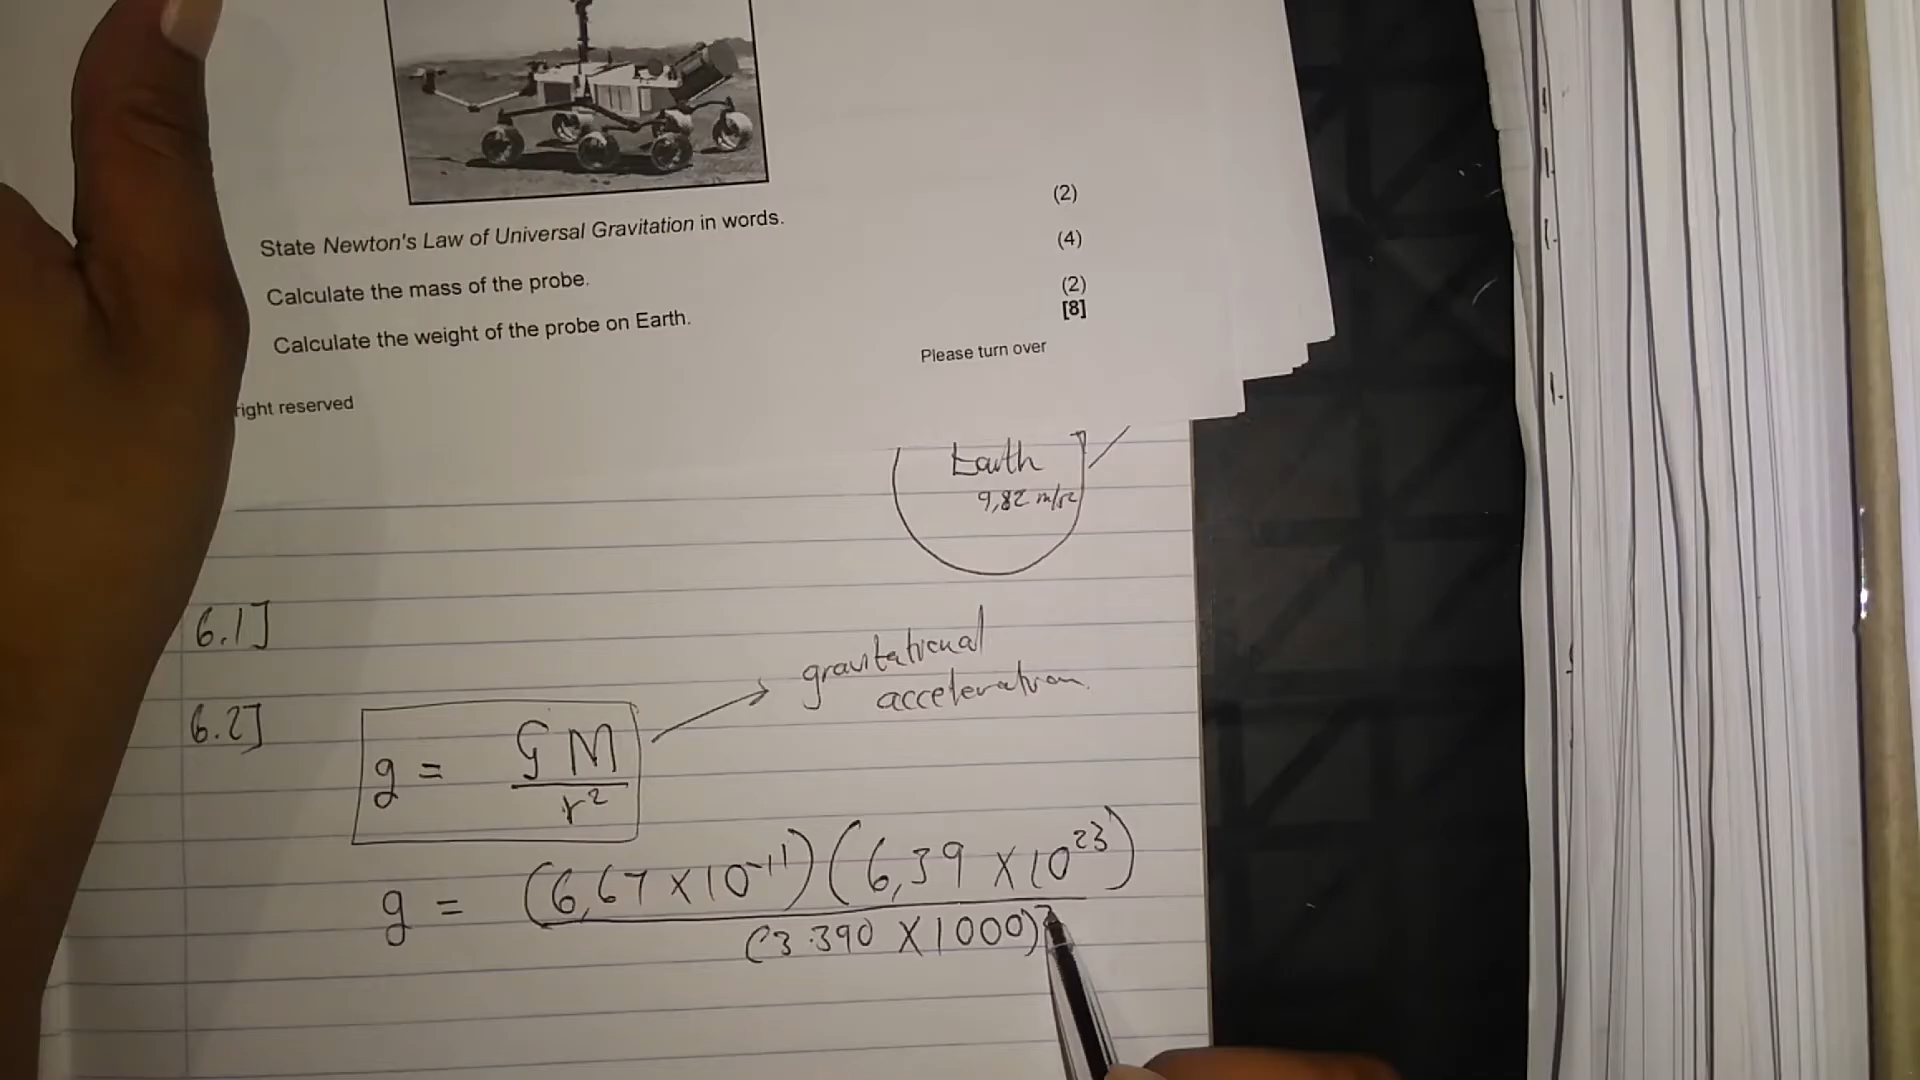 (2)
State Newton's Law of Universal Gravitation in words.
(4)
Calculate the mass of the probe.
(2)
Calculate the weight of the probe on Earth.
[8]
Please turn over
right reserved
Earth
9,82 m/s2
6.1]
gravitational
acceleration.
6.2]
g = GM / r²
g = (6,67 × 10⁻¹¹)(6,39 × 10²³) / (3.390 × 1000)²